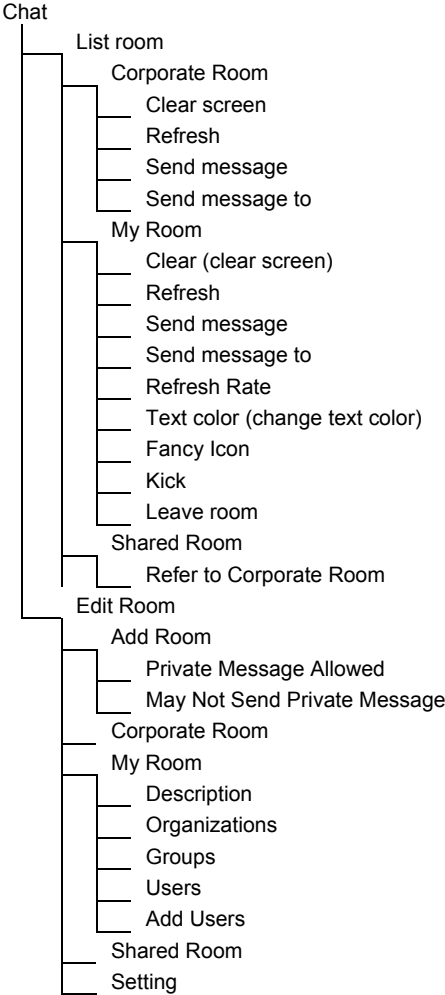 Chat
List room
Corporate Room
Clear screen
Refresh
Send message
Send message to
My Room
Clear (clear screen)
Refresh
Send message
Send message to
Refresh Rate
Text color (change text color)
Fancy Icon
Kick
Leave room
Shared Room
Refer to Corporate Room
Edit Room
Add Room
Private Message Allowed
May Not Send Private Message
Corporate Room
My Room
Description
Organizations
Groups
Users
Add Users
Shared Room
Setting